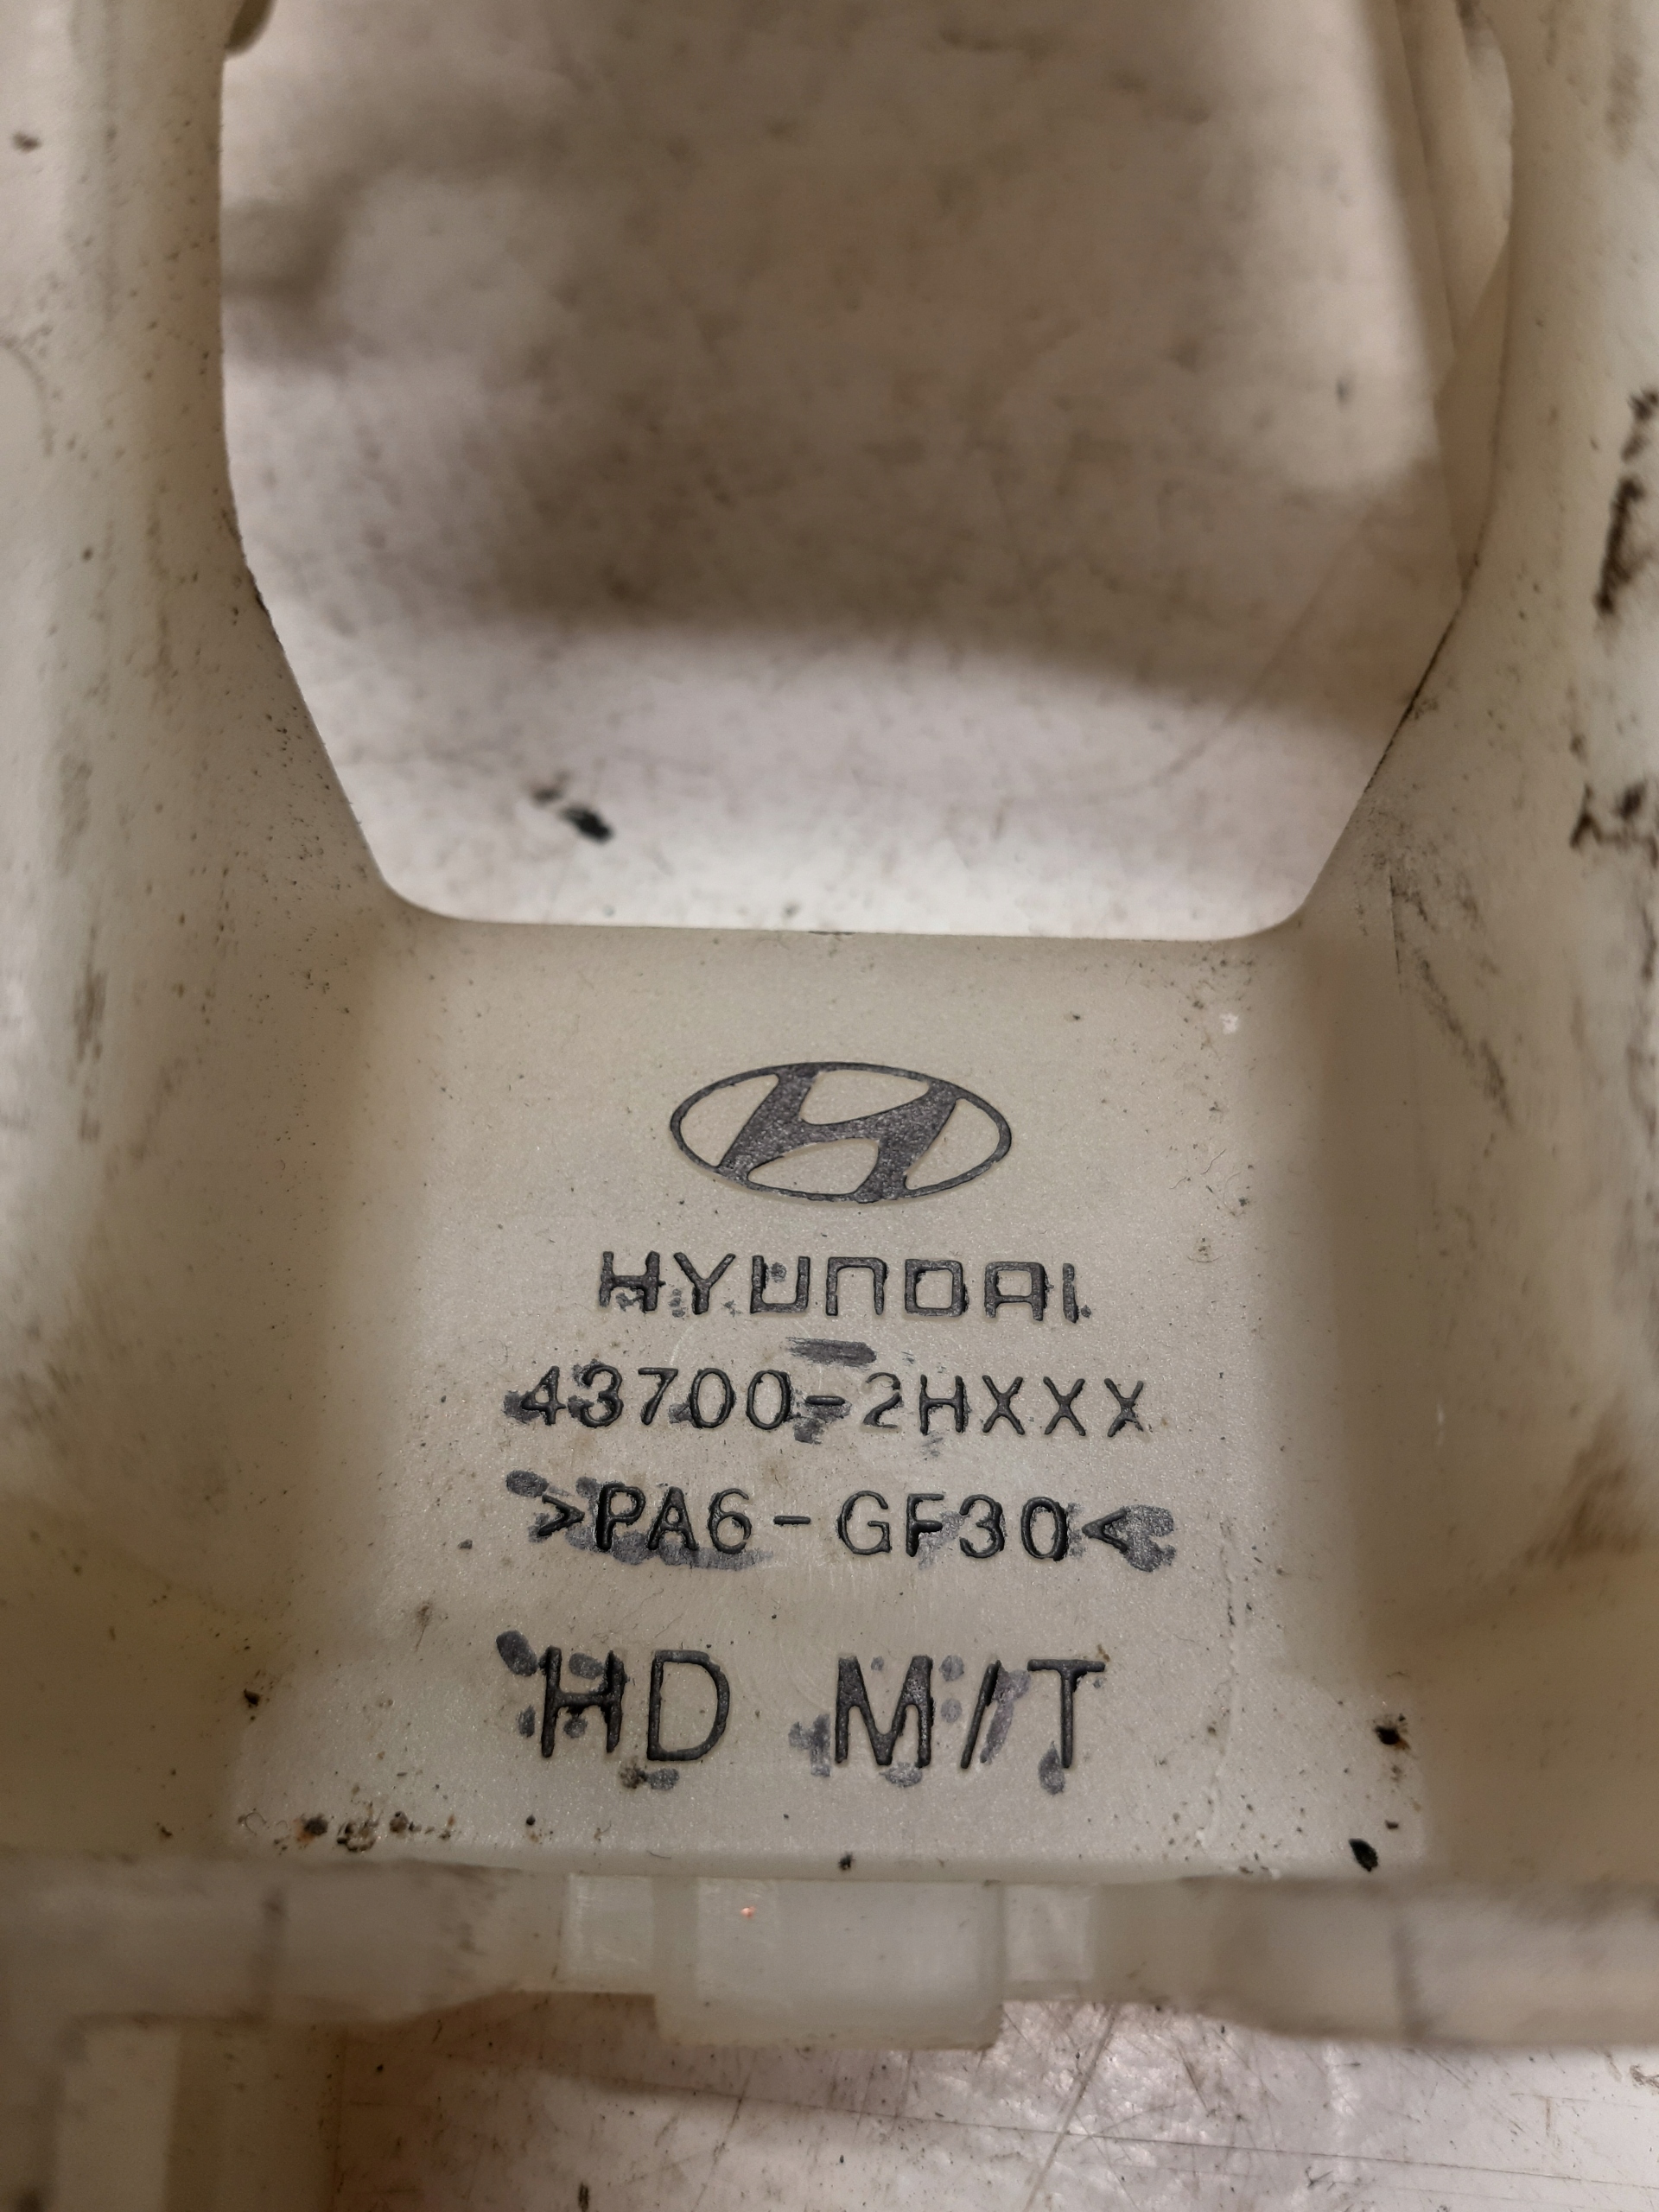 HYUNDAI
43700-2HXXX
>PA6-GF30<
HD M/T